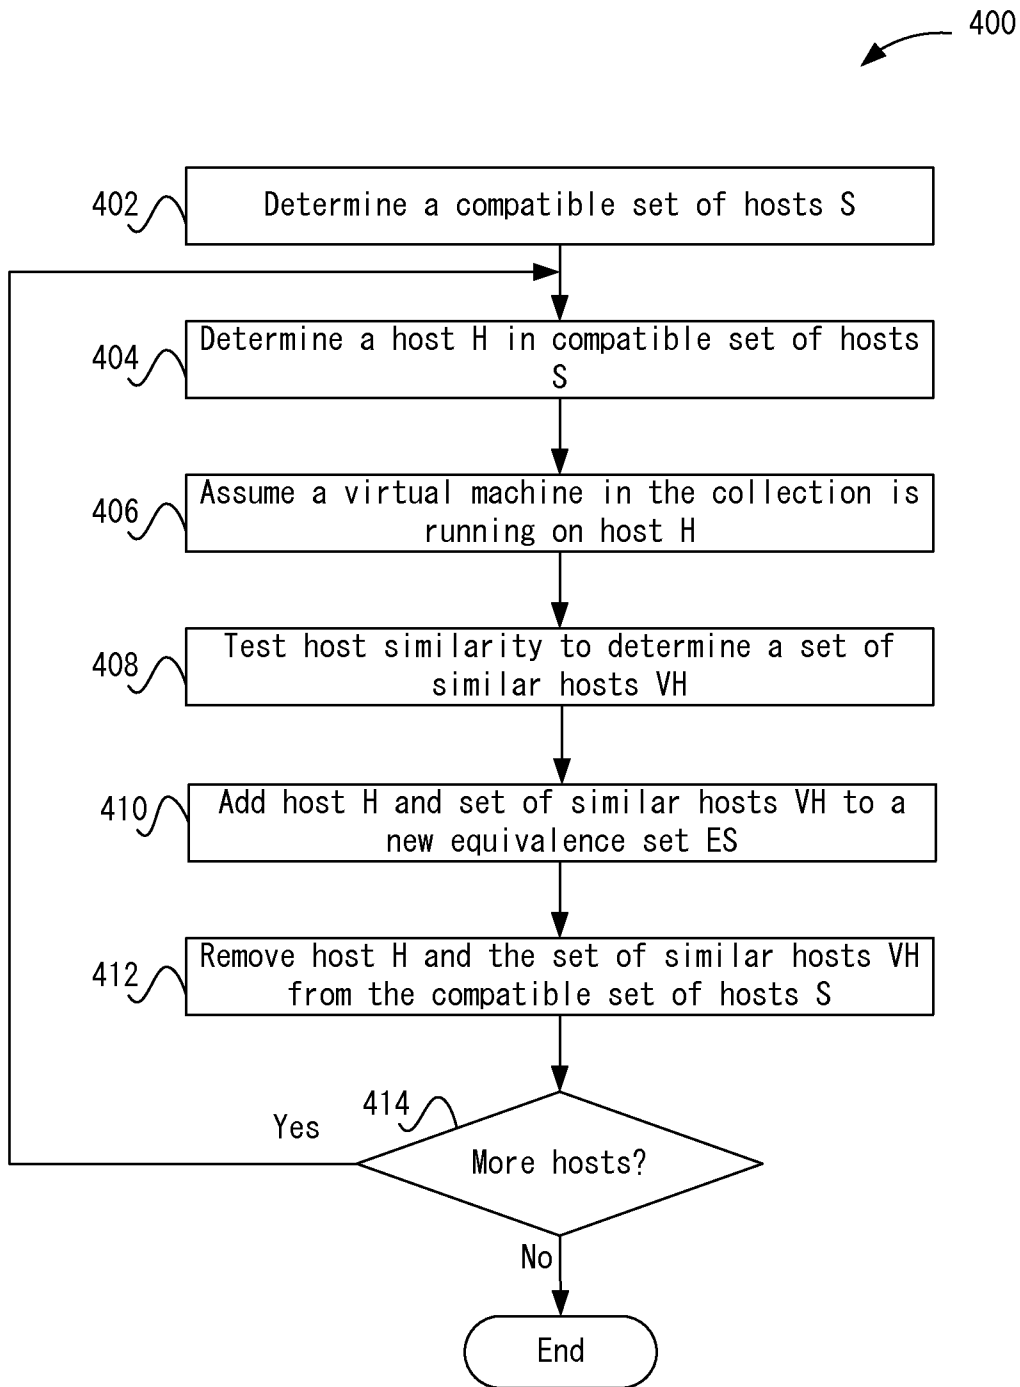 400
402
Determine a compatible set of hosts S
404
Determine a host H in compatible set of hosts
S
406
Assume a virtual machine in the collection is
running on host H
408
Test host similarity to determine a set of
similar hosts VH
410
Add host H and set of similar hosts VH to a
new equivalence set ES
412
Remove host H and the set of similar hosts VH
from the compatible set of hosts S
414
Yes
More hosts?
No
End